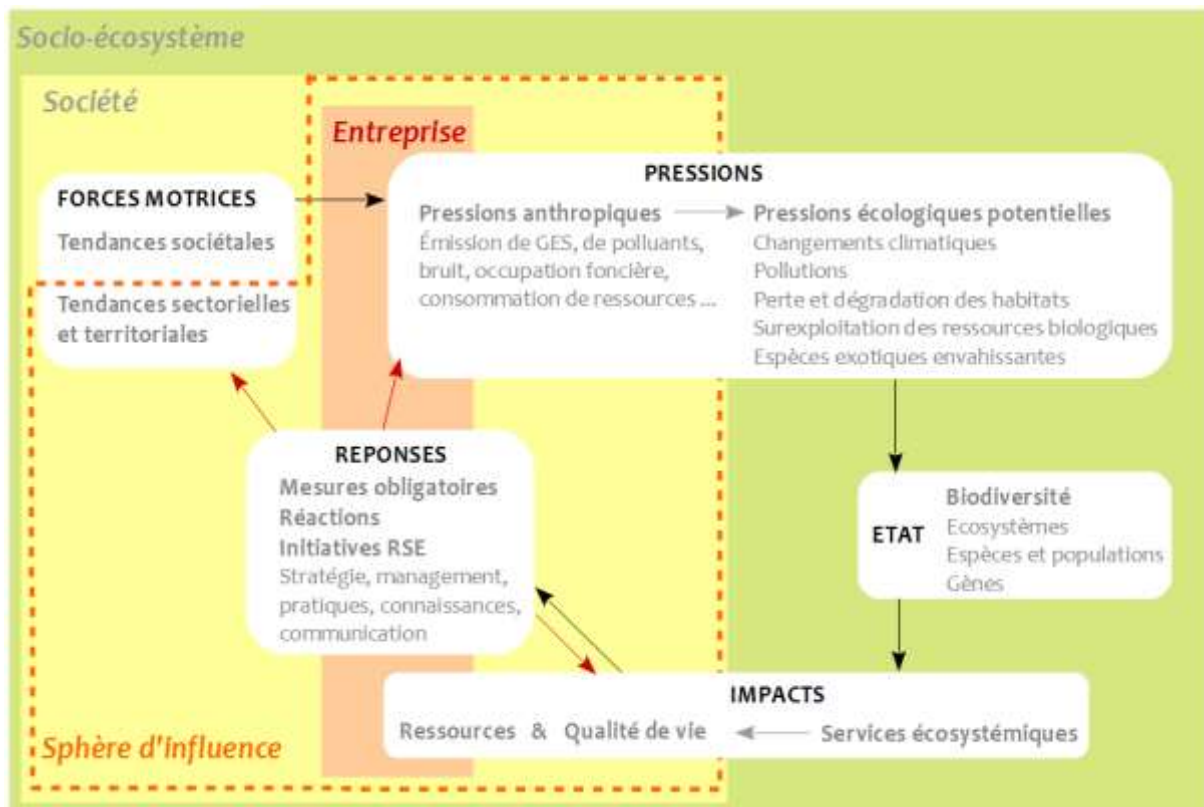 Socio-écosystème
Société
Entreprise
FORCES MOTRICES
Tendances sociétales
Tendances sectorielles
et territoriales
PRESSIONS
Pressions anthropiques
Émission de GES, de polluants,
bruit, occupation foncière,
consommation de ressources ...
Pressions écologiques potentielles
Changements climatiques
Pollutions
Perte et dégradation des habitats
Surexploitation des ressources biologiques
Espèces exotiques envahissantes
REPONSES
Mesures obligatoires
Réactions
Initiatives RSE
Stratégie, management,
pratiques, connaissances,
communication
ETAT
Biodiversité
Ecosystèmes
Espèces et populations
Gênes
IMPACTS
Ressources & Qualité de vie
Services écosystémiques
Sphère d'influence